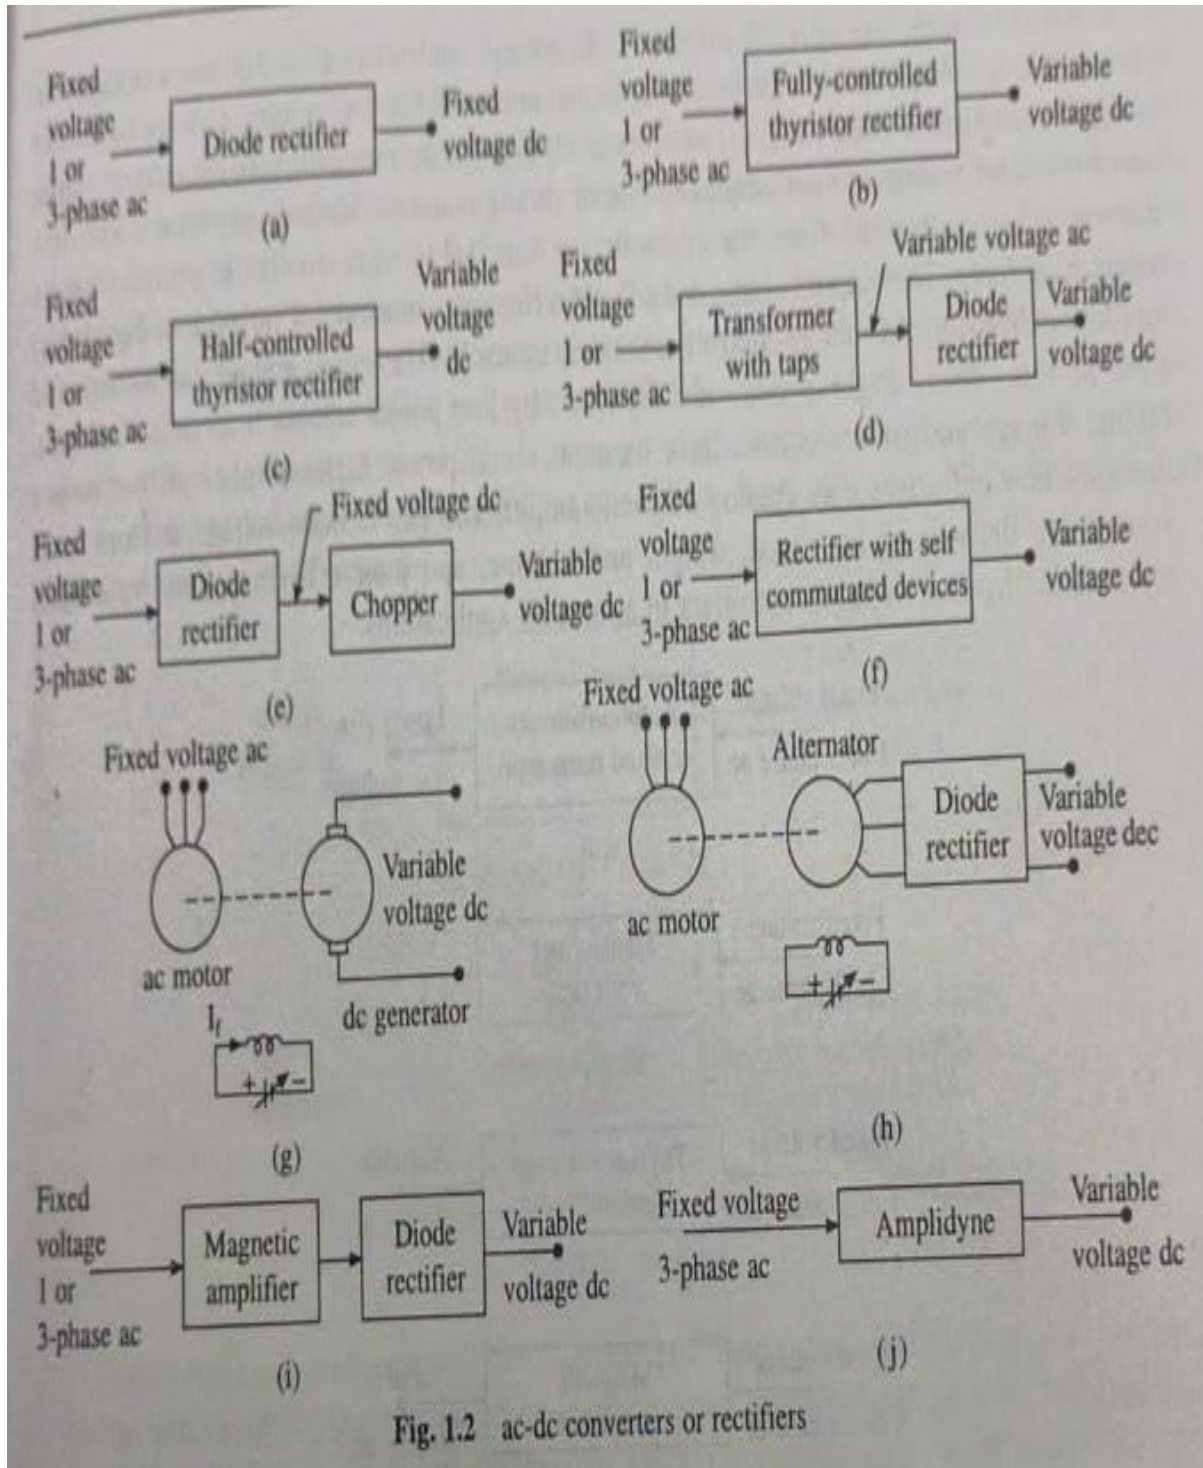 Fixed
voltage
1 or
3-phase ac
Diode rectifier
Fixed
voltage dc
(a)
Fixed
voltage
1 or
3-phase ac
Fully-controlled
thyristor rectifier
Variable
voltage dc
(b)
Fixed
voltage
1 or
3-phase ac
Half-controlled
thyristor rectifier
Variable
voltage
dc
(c)
Fixed
voltage
1 or
3-phase ac
Transformer
with taps
Variable voltage ac
Diode
rectifier
Variable
voltage dc
(d)
Fixed
voltage
1 or
3-phase ac
Diode
rectifier
Fixed voltage dc
Chopper
Variable
voltage dc
(e)
Fixed
voltage
1 or
3-phase ac
Rectifier with self
commutated devices
Variable
voltage dc
(f)
Fixed voltage ac
ac motor
Variable
voltage dc
dc generator
If
+ −
(g)
Fixed voltage ac
ac motor
Alternator
Diode
rectifier
Variable
voltage dec
+ −
(h)
Fixed
voltage
1 or
3-phase ac
Magnetic
amplifier
Diode
rectifier
Variable
voltage dc
(i)
Fixed voltage
3-phase ac
Amplidyne
Variable
voltage dc
(j)
Fig. 1.2 ac-dc converters or rectifiers